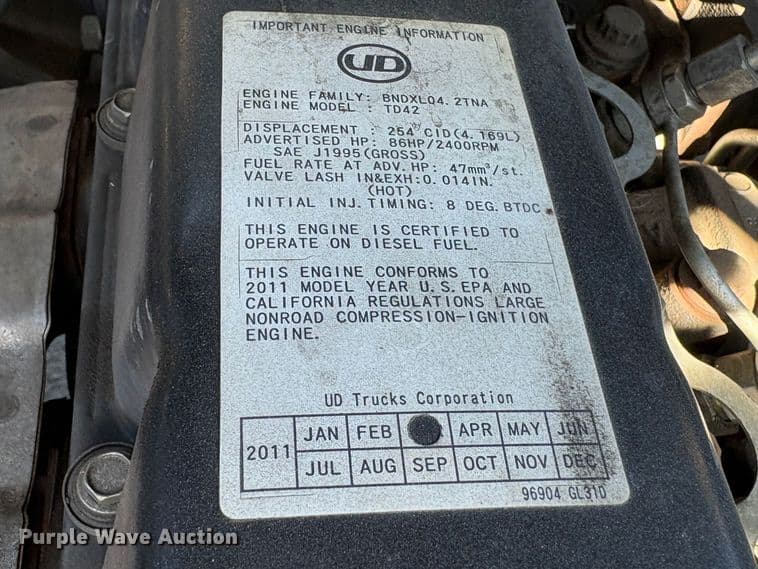 IMPORTANT ENGINE INFORMATION
UD
ENGINE FAMILY: BNDXL04.2TNA
ENGINE MODEL : TD42
DISPLACEMENT : 254 CID(4.169L)
ADVERTISED HP: 86HP/2400RPM
SAE J1995(GROSS)
FUEL RATE AT ADV. HP: 47mm³/st.
VALVE LASH IN&EXH:0.014IN.
(HOT)
INITIAL INJ. TIMING: 8 DEG. BTDC
THIS ENGINE IS CERTIFIED TO
OPERATE ON DIESEL FUEL.
THIS ENGINE CONFORMS TO
2011 MODEL YEAR U.S. EPA AND
CALIFORNIA REGULATIONS LARGE
NONROAD COMPRESSION-IGNITION
ENGINE.
UD Trucks Corporation
2011 JAN FEB APR MAY JUN
JUL AUG SEP OCT NOV DEC
96904 GL31D
Purple Wave Auction